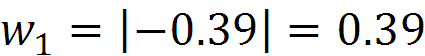 w₁ = |−0.39| = 0.39